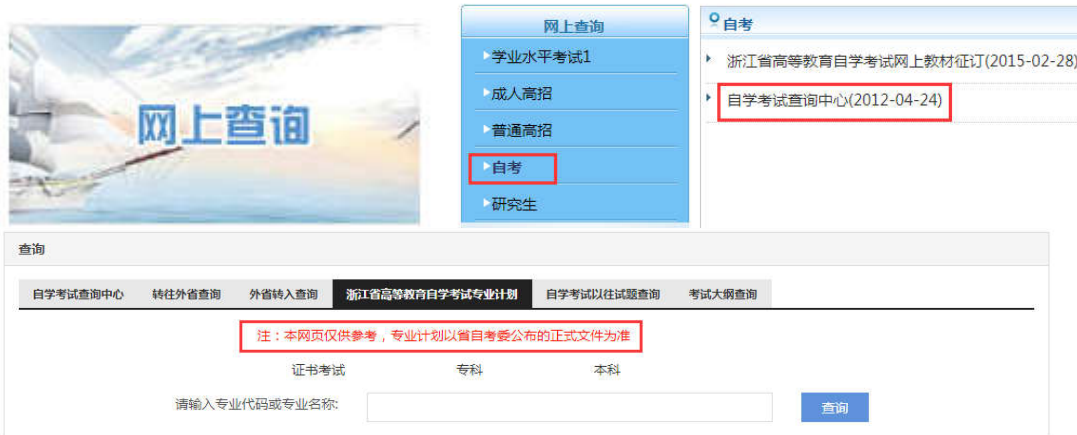 网上查询
网上查询
学业水平考试1
成人高招
普通高招
自考
研究生
自考
浙江省高等教育自学考试网上教材征订(2015-02-28)
自学考试查询中心(2012-04-24)
查询
自学考试查询中心 转往外省查询 外省转入查询 浙江省高等教育自学考试专业计划 自学考试以往试题查询 考试大纲查询
注：本网页仅供参考，专业计划以省自考委公布的正式文件为准
证书考试 专科 本科
请输入专业代码或专业名称: 查询